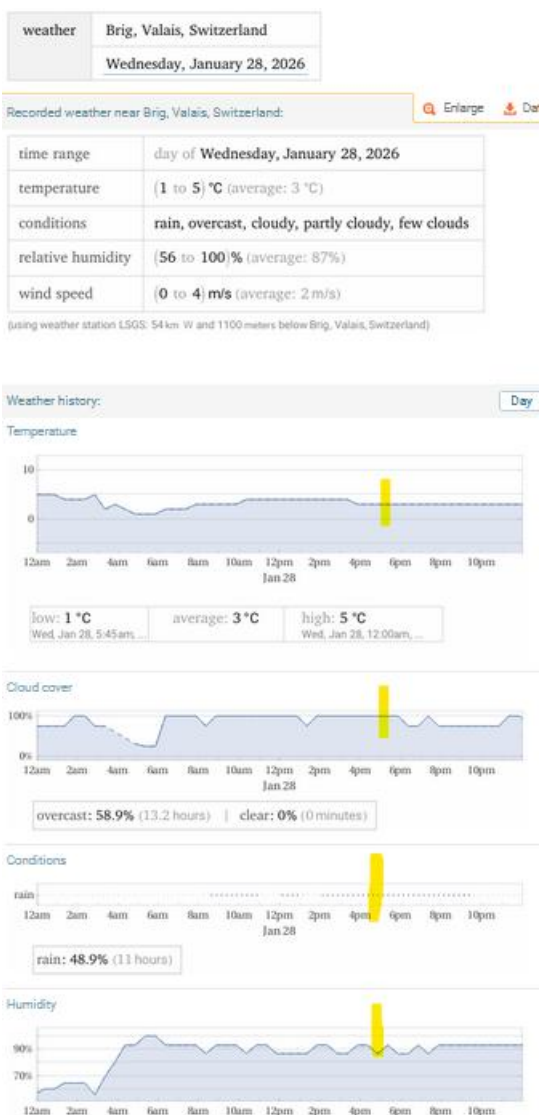 weather Brig, Valais, Switzerland
Wednesday, January 28, 2026
Recorded weather near Brig, Valais, Switzerland: Enlarge
time range day of Wednesday, January 28, 2026
temperature (1 to 5) °C (average: 3 °C)
conditions rain, overcast, cloudy, partly cloudy, few clouds
relative humidity (56 to 100)% (average: 87%)
wind speed (0 to 4) m/s (average: 2 m/s)
(using weather station LSGS: 54 km W and 1100 meters below Brig, Valais, Switzerland)
Weather history: Day
Temperature
10
0
12am 2am 4am 6am 8am 10am 12pm 2pm 4pm 6pm 8pm 10pm
Jan 28
low: 1 °C average: 3 °C high: 5 °C
Wed, Jan 28, 5:45am, ... Wed, Jan 28, 12:00am, ...
Cloud cover
100%
0%
12am 2am 4am 6am 8am 10am 12pm 2pm 4pm 6pm 8pm 10pm
Jan 28
overcast: 58.9% (13.2 hours) | clear: 0% (0 minutes)
Conditions
rain
12am 2am 4am 6am 8am 10am 12pm 2pm 4pm 6pm 8pm 10pm
Jan 28
rain: 48.9% (11 hours)
Humidity
90%
70%
12am 2am 4am 6am 8am 10am 12pm 2pm 4pm 6pm 8pm 10pm